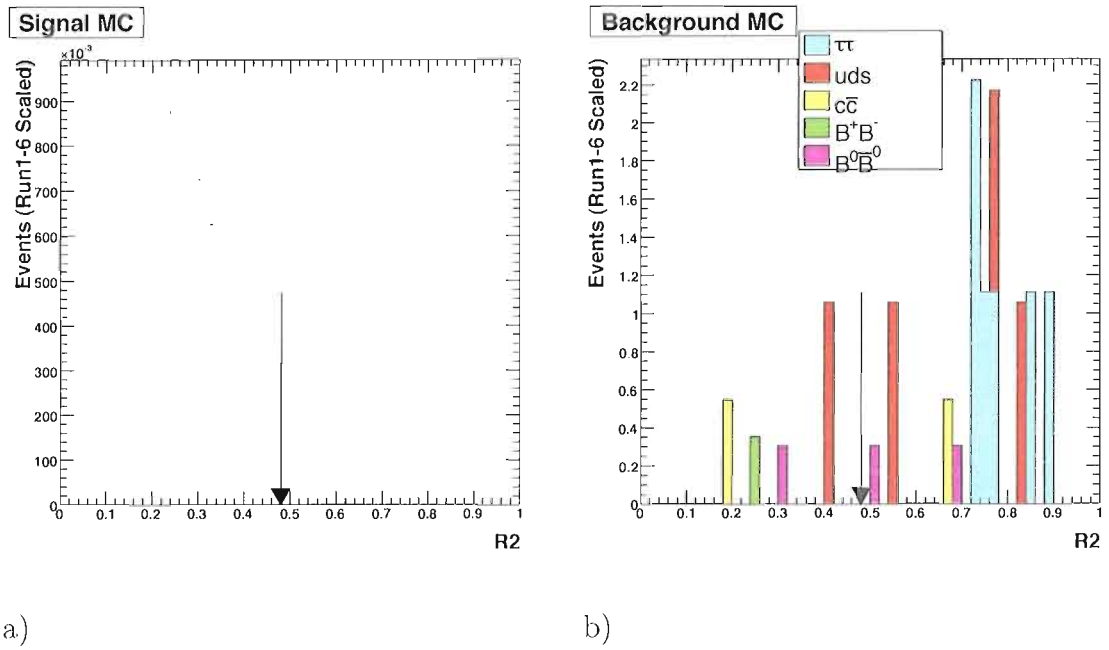 Signal MC
×10⁻³
Events (Run1-6 Scaled)
900
800
700
600
500
400
300
200
100
0
0 0.1 0.2 0.3 0.4 0.5 0.6 0.7 0.8 0.9 1
R2
a)
Background MC
ττ
uds
cc̅
B⁺B⁻
B⁰B̅⁰
Events (Run1-6 Scaled)
2.2
2
1.8
1.6
1.4
1.2
1
0.8
0.6
0.4
0.2
0
0 0.1 0.2 0.3 0.4 0.5 0.6 0.7 0.8 0.9 1
R2
b)